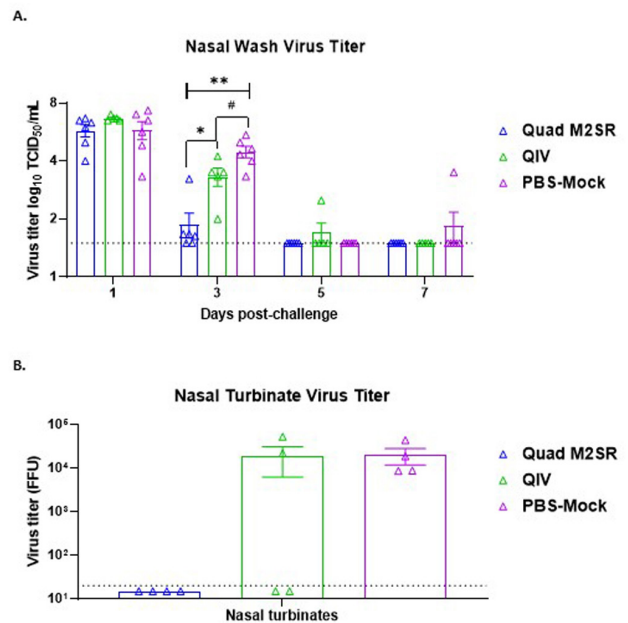 A.
Nasal Wash Virus Titer
Virus titer log₁₀ TCID₅₀/mL
8
4
2
1
**
*
#
1
3
5
7
Days post-challenge
Quad M2SR
QIV
PBS-Mock
B.
Nasal Turbinate Virus Titer
Virus titer (FFU)
10⁵
10⁴
10³
10²
10¹
Nasal turbinates
Quad M2SR
QIV
PBS-Mock